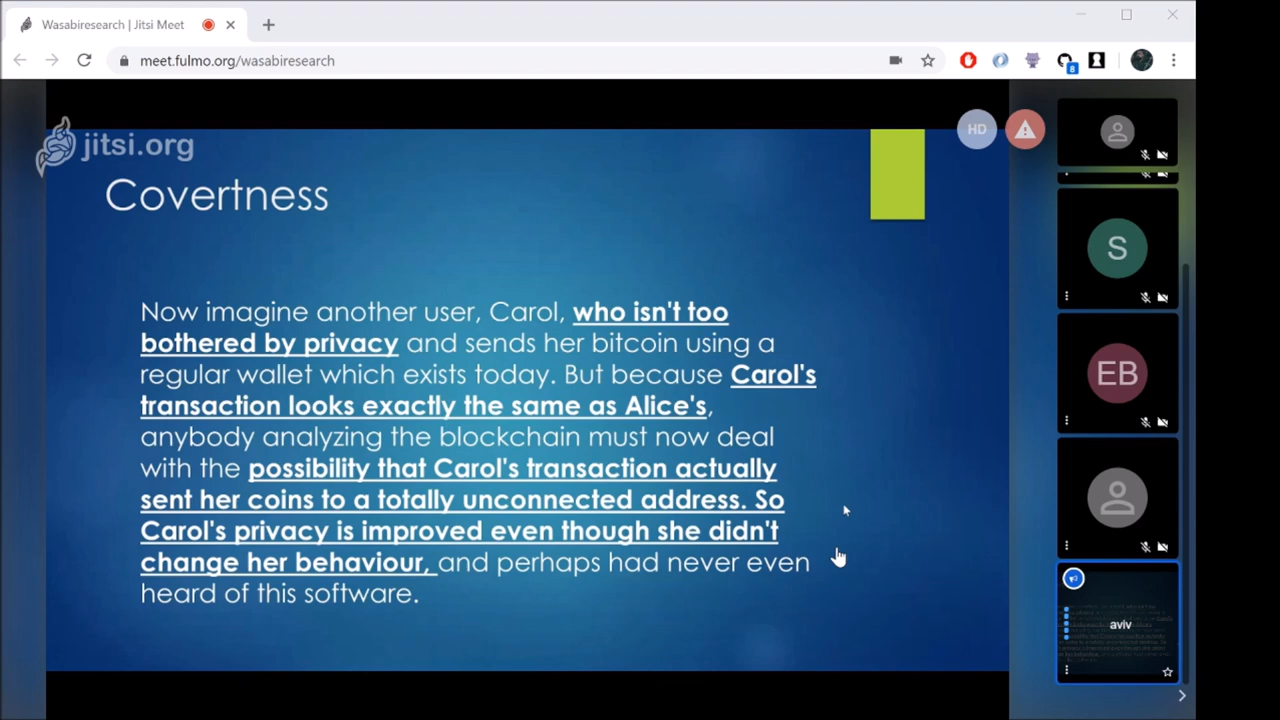 Wasabiresearch | Jitsi Meet
meet.fulmo.org/wasabiresearch
8
jitsi.org
HD
Covertness
Now imagine another user, Carol, who isn't too
bothered by privacy and sends her bitcoin using a
regular wallet which exists today. But because Carol's
transaction looks exactly the same as Alice's,
anybody analyzing the blockchain must now deal
with the possibility that Carol's transaction actually
sent her coins to a totally unconnected address. So
Carol's privacy is improved even though she didn't
change her behaviour, and perhaps had never even
heard of this software.
S
EB
aviv